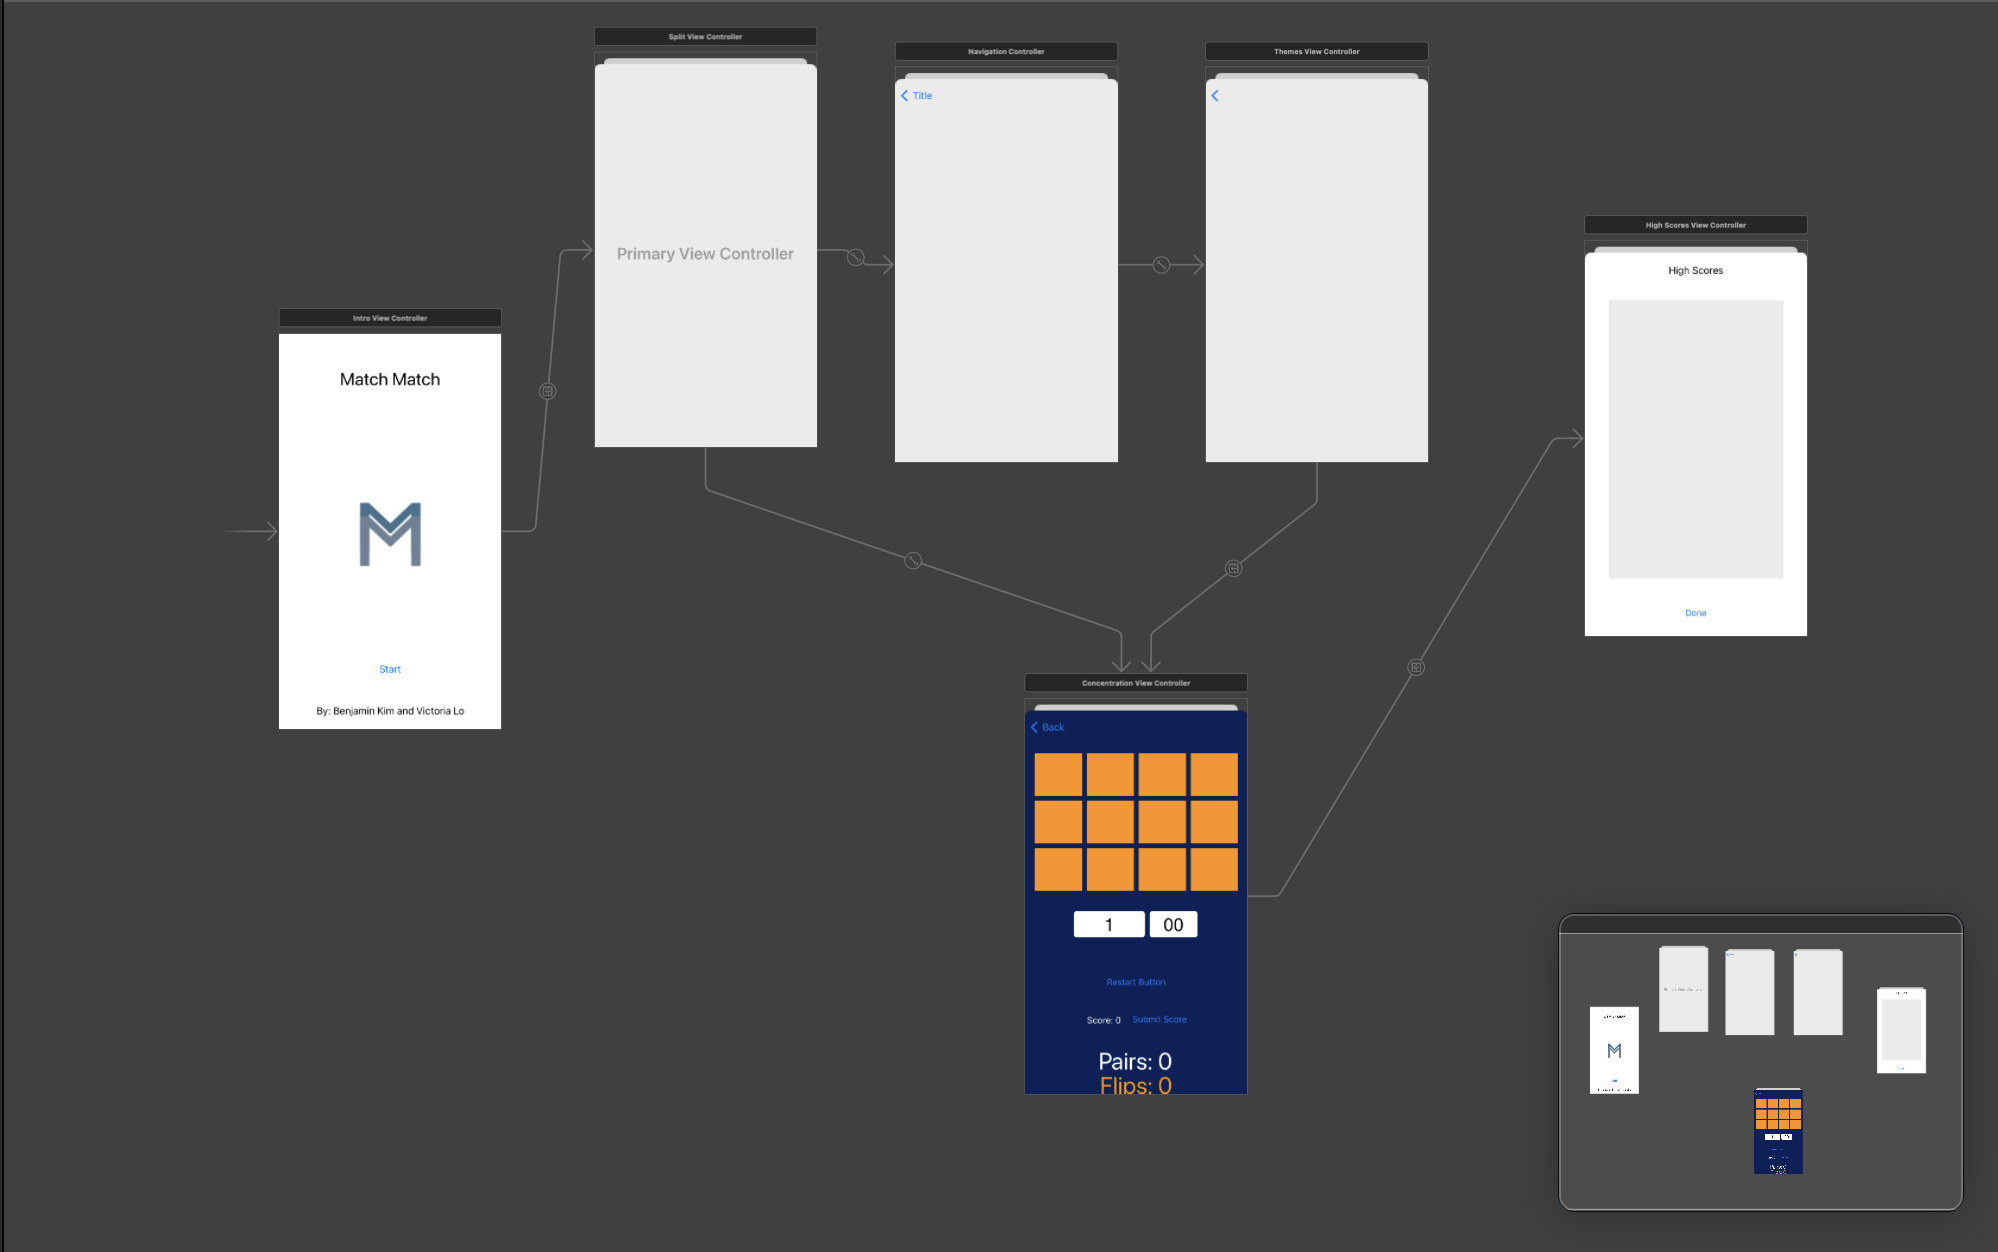 Split View Controller
Primary View Controller
Navigation Controller
Title
Themes View Controller
High Scores View Controller
High Scores
Done
Intro View Controller
Match Match
M
Start
By: Benjamin Kim and Victoria Lo
Concentration View Controller
Back
1 00
Restart Button
Score: 0 Submit Score
Pairs: 0
Flips: 0